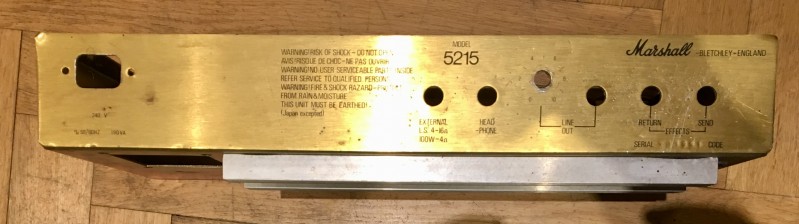 WARNING:RISK OF SHOCK - DO NOT OPEN
AVIS:RISQUE DE CHOC-NE PAS OUVRIR
WARNING:NO USER SERVICEABLE PARTS INSIDE
REFER SERVICE TO QUALIFIED. PERSON
WARNING:FIRE & SHOCK HAZARD-
FROM RAIN & MOISTURE
THIS UNIT MUST BE EARTHED!
(Japan excepted)
MODEL
5215
Marshall -BLETCHLEY-ENGLAND
240 V
EXTERNAL
L.S. 4-16Ω
100W-4Ω
HEAD
-PHONE
LINE
OUT
RETURN
SEND
EFFECTS
SERIAL
CODE